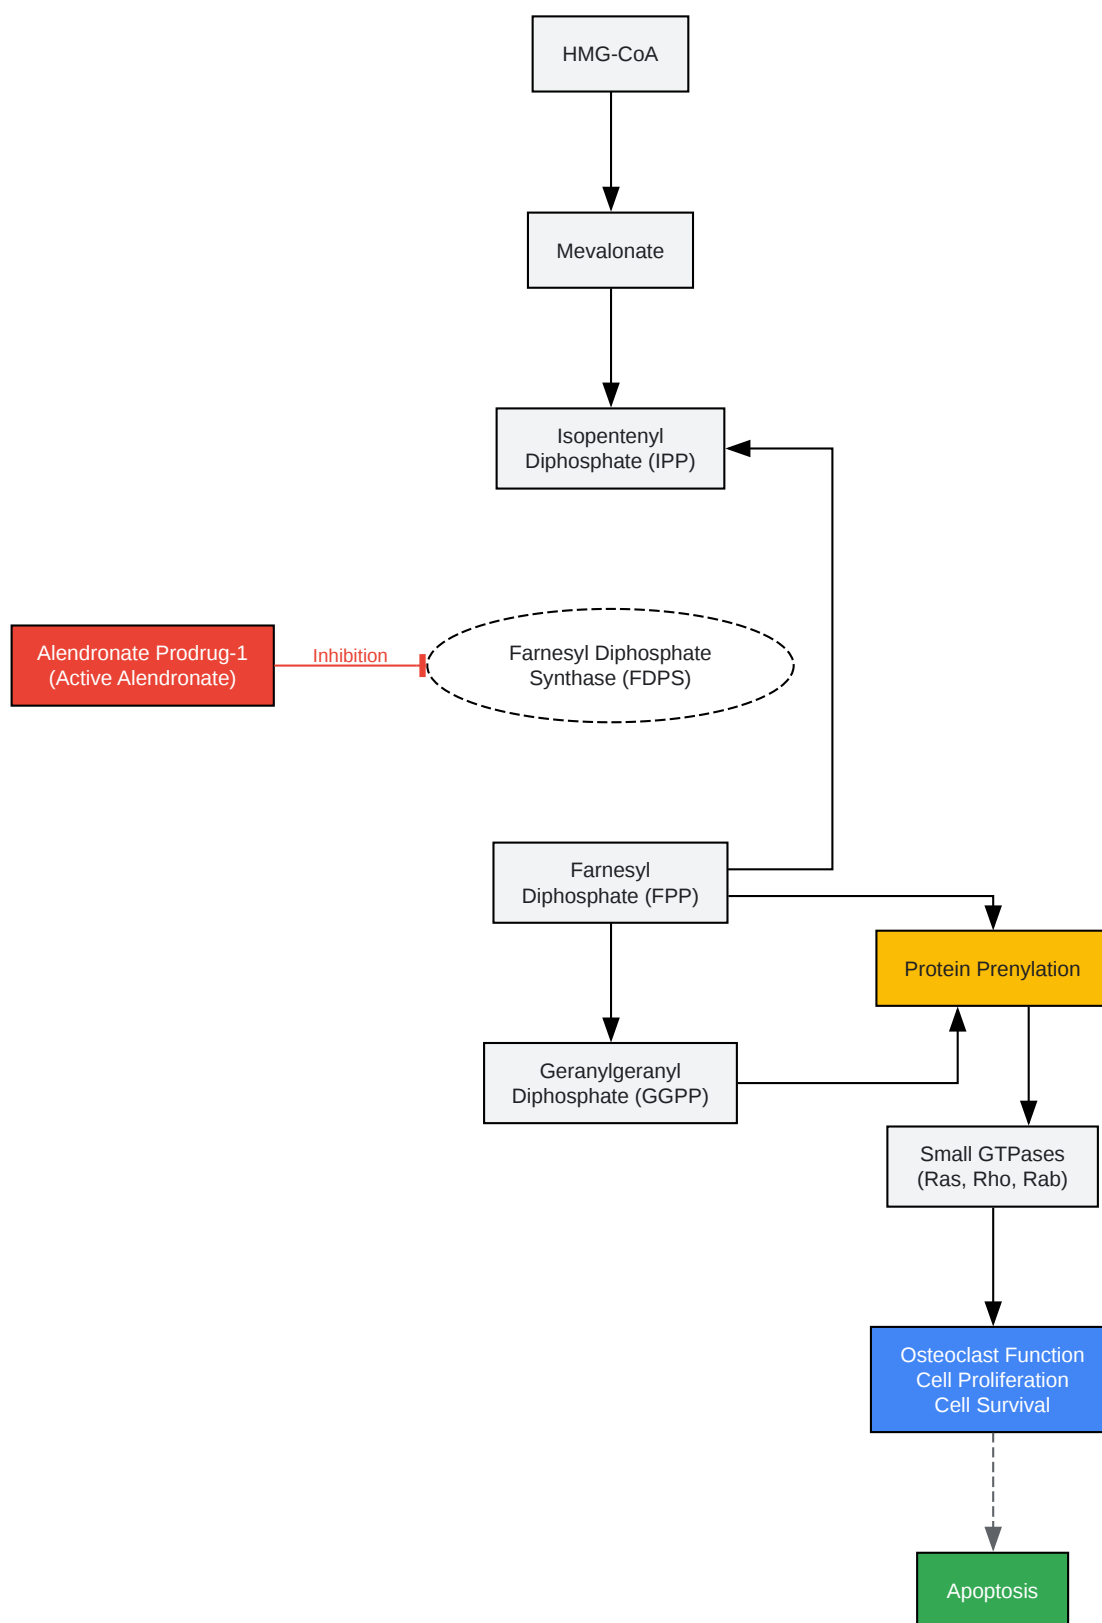 HMG-CoA
Mevalonate
Isopentenyl
Diphosphate (IPP)
Alendronate Prodrug-1
(Active Alendronate)
Inhibition
Farnesyl Diphosphate
Synthase (FDPS)
Farnesyl
Diphosphate (FPP)
Protein Prenylation
Geranylgeranyl
Diphosphate (GGPP)
Small GTPases
(Ras, Rho, Rab)
Osteoclast Function
Cell Proliferation
Cell Survival
Apoptosis